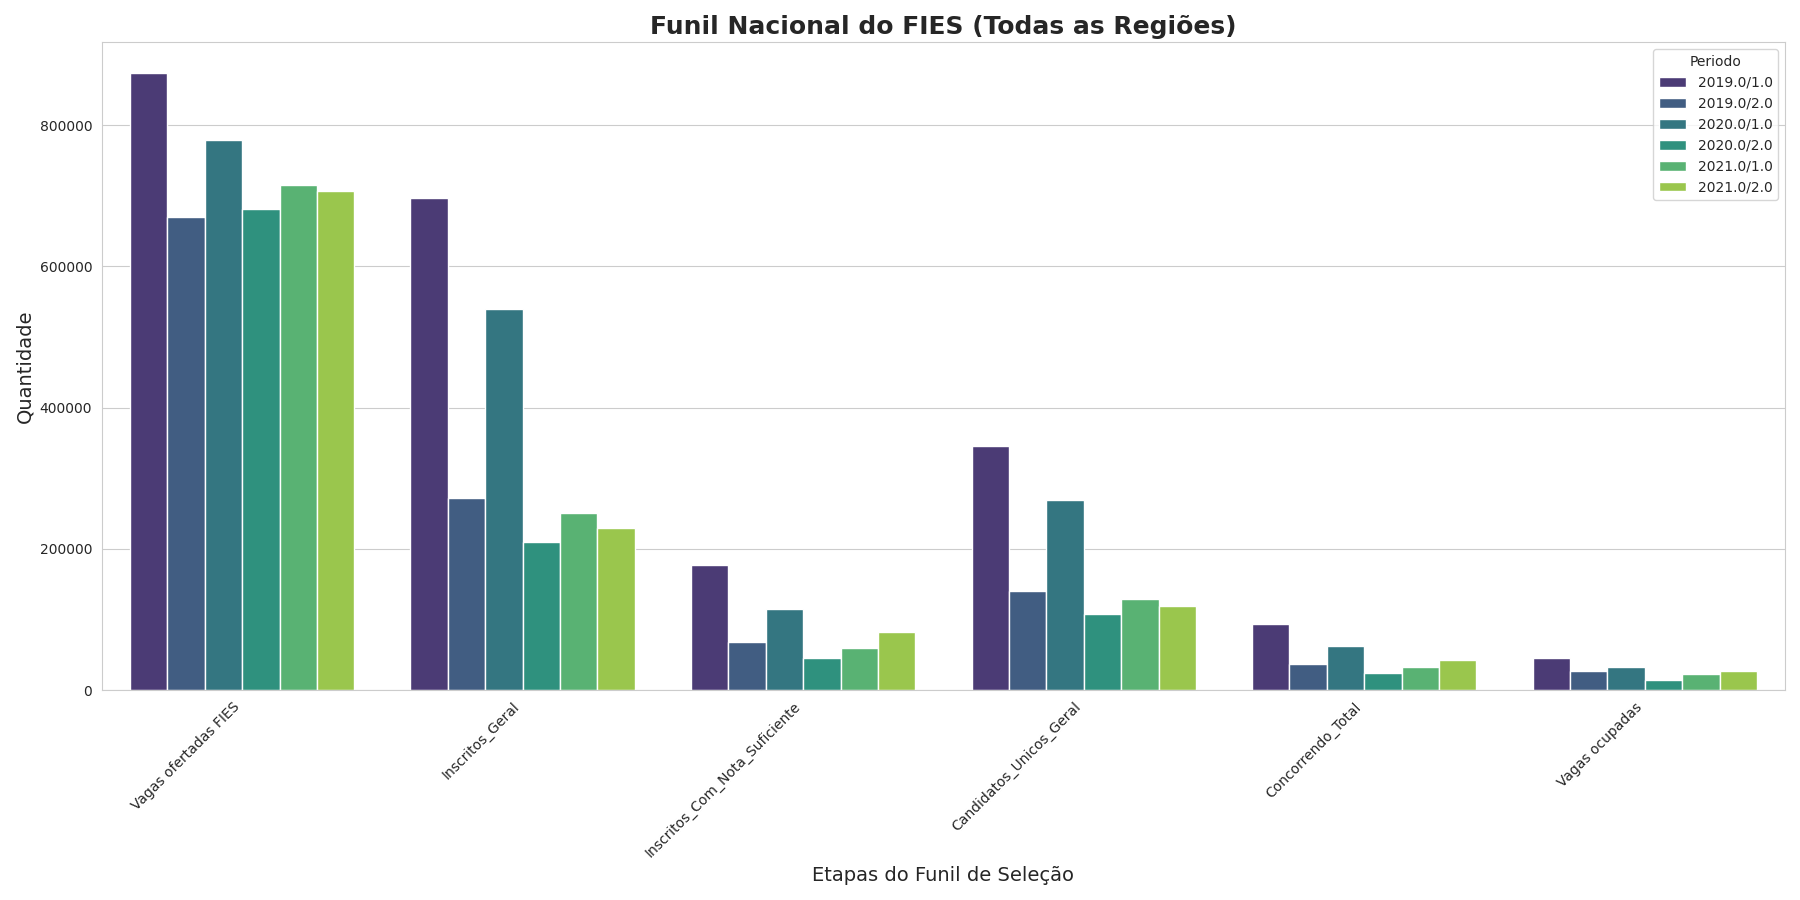 Funil Nacional do FIES (Todas as Regiões)
Periodo
2019.0/1.0
2019.0/2.0
2020.0/1.0
2020.0/2.0
2021.0/1.0
2021.0/2.0
Quantidade
800000
600000
400000
200000
0
Vagas ofertadas FIES
Inscritos_Geral
Inscritos_Com_Nota_Suficiente
Candidatos_Unicos_Geral
Concorrendo_Total
Vagas ocupadas
Etapas do Funil de Seleção